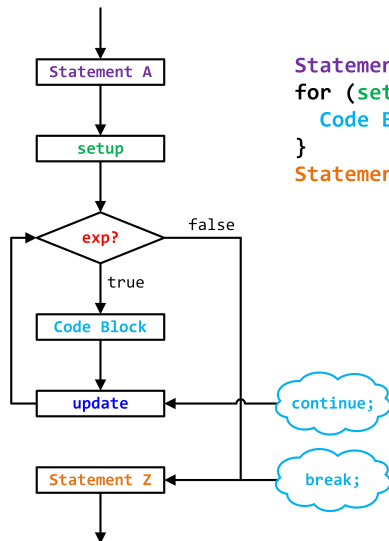 Statement A
setup
exp?
false
true
Code Block
update
continue;
Statement Z
break;
for (
}